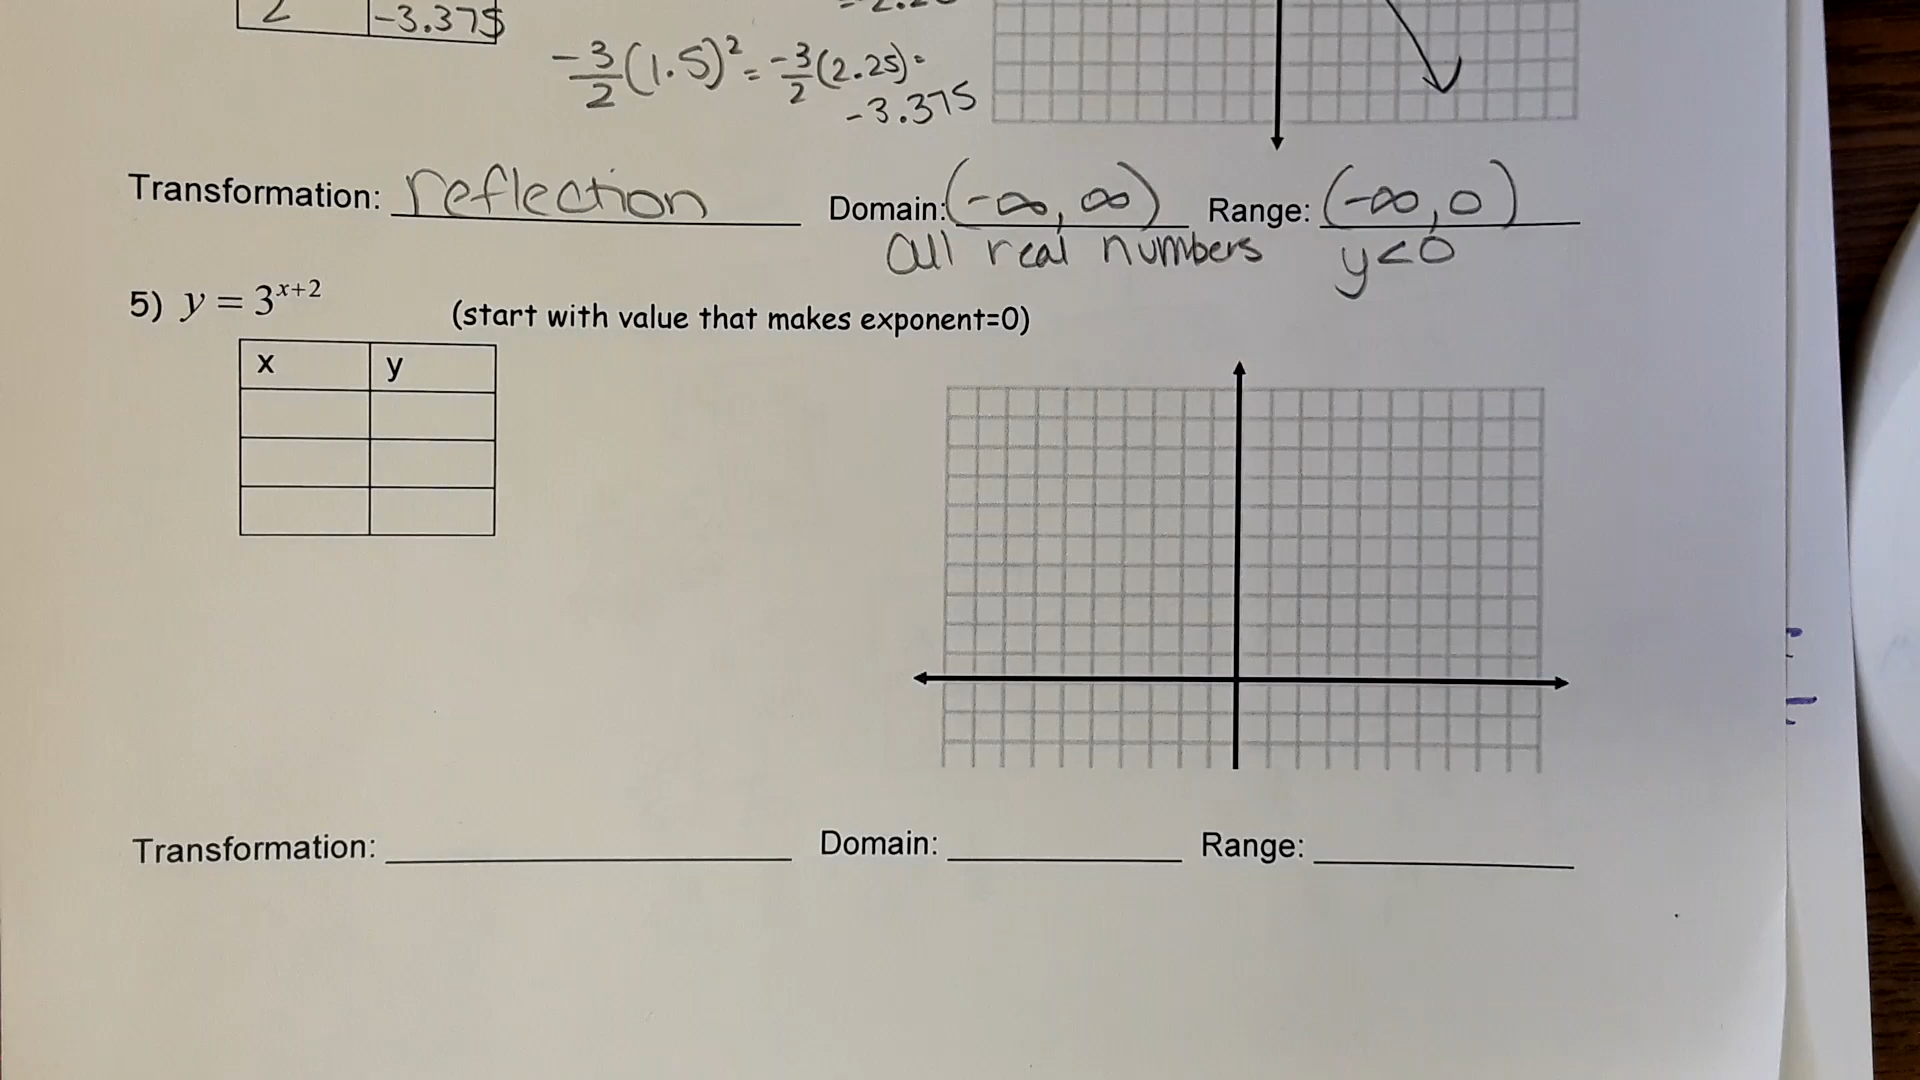 2 -3.375
-3/2(1.5)² = -3/2(2.25) =
-3.375
Transformation: reflection Domain: (-∞, ∞) Range: (-∞, 0)
all real numbers y<0
5) y = 3^{x+2} (start with value that makes exponent=0)
x y
Transformation: Domain: Range: